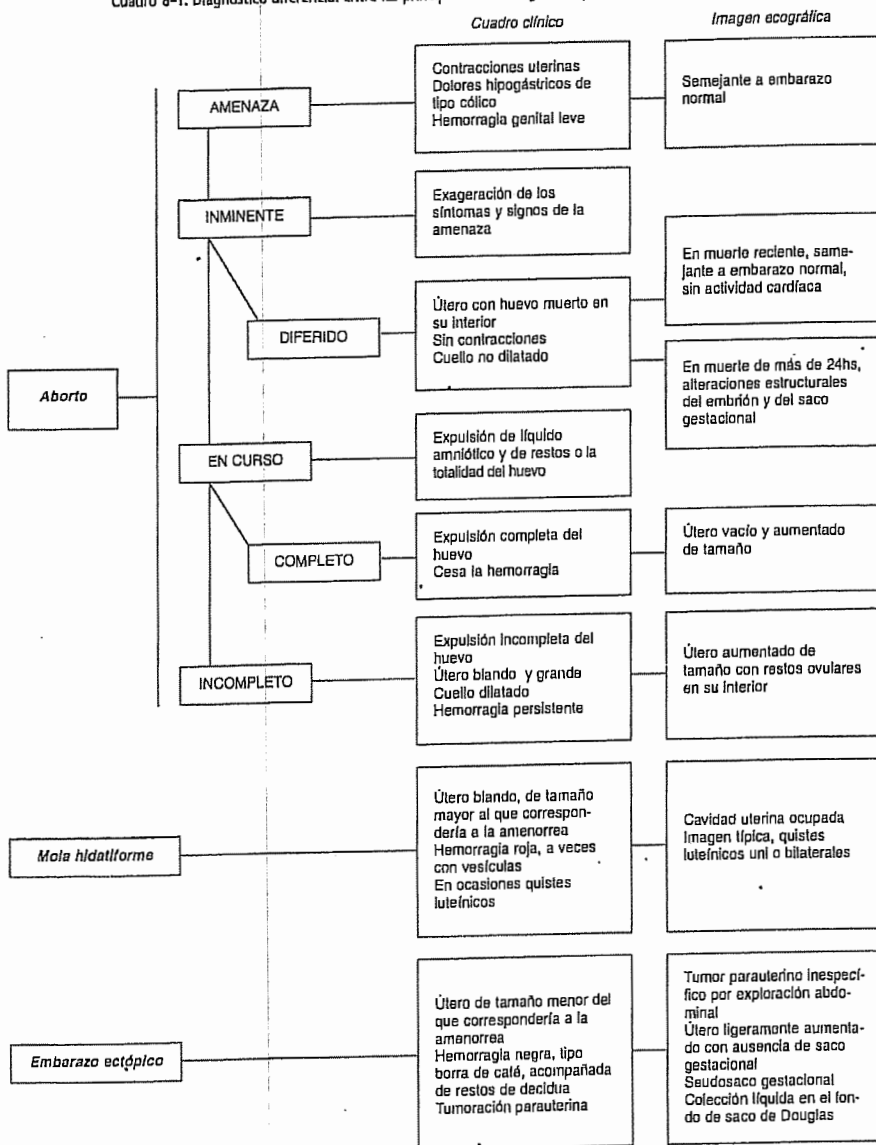 Cuadro 8-1. Diagnóstico diferencial entre las
Cuadro clínico
Imagen ecográfica
Aborto
AMENAZA
Contracciones uterinas
Dolores hipogástricos de
tipo cólico
Hemorragia genital leve
Semejante a embarazo
normal
INMINENTE
Exageración de los
síntomas y signos de la
amenaza
DIFERIDO
Útero con huevo muerto en
su interior
Sin contracciones
Cuello no dilatado
En muerte reciente, seme-
jante a embarazo normal,
sin actividad cardíaca
En muerte de más de 24hs,
alteraciones estructurales
del embrión y del saco
gestacional
EN CURSO
Expulsión de líquido
amniótico y de restos o la
totalidad del huevo
COMPLETO
Expulsión completa del
huevo
Cesa la hemorragia
Útero vacío y aumentado
de tamaño
INCOMPLETO
Expulsión incompleta del
huevo
Útero blando y grande
Cuello dilatado
Hemorragia persistente
Útero aumentado de
tamaño con restos ovulares
en su interior
Mola hidatiforme
Útero blando, de tamaño
mayor al que correspon-
dería a la amenorrea
Hemorragia roja, a veces
con vesículas
En ocasiones quistes
luteínicos
Cavidad uterina ocupada
Imagen típica, quistes
luteínicos uni o bilaterales
Embarazo ectópico
Útero de tamaño menor del
que correspondería a la
amenorrea
Hemorragia negra, tipo
borra de café, acompañada
de restos de decidua
Tumoración parauterina
Tumor parauterino inespecí-
fico por exploración abdo-
minal
Útero ligeramente aumenta-
do con ausencia de saco
gestacional
Seudosaco gestacional
Colección líquida en el fon-
do de saco de Douglas